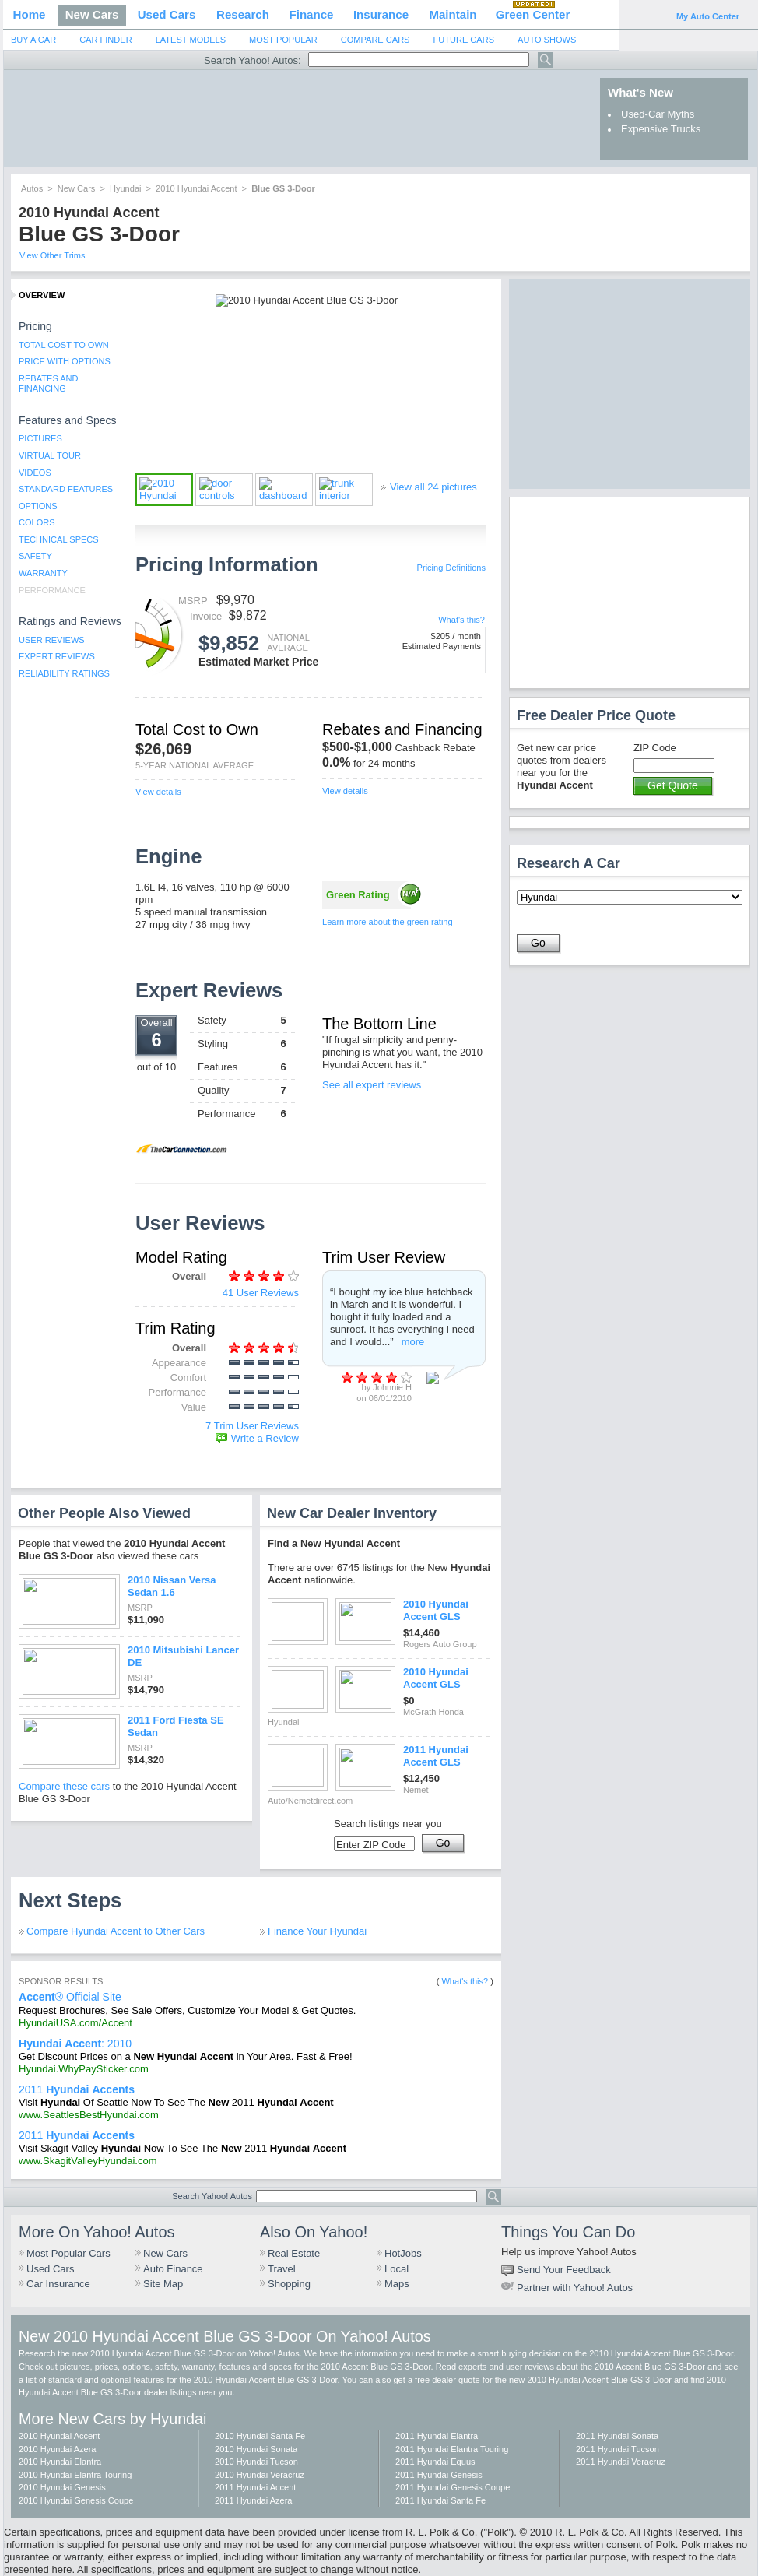 Home New Cars Used Cars Research Finance Insurance Maintain Green Center
UPDATED!
My Auto Center
BUY A CAR CAR FINDER LATEST MODELS MOST POPULAR COMPARE CARS FUTURE CARS AUTO SHOWS
Search Yahoo! Autos:
What's New
• Used-Car Myths
• Expensive Trucks
Autos > New Cars > Hyundai > 2010 Hyundai Accent > Blue GS 3-Door
2010 Hyundai Accent
Blue GS 3-Door
View Other Trims
OVERVIEW
Pricing
TOTAL COST TO OWN
PRICE WITH OPTIONS
REBATES AND
FINANCING
Features and Specs
PICTURES
VIRTUAL TOUR
VIDEOS
STANDARD FEATURES
OPTIONS
COLORS
TECHNICAL SPECS
SAFETY
WARRANTY
PERFORMANCE
Ratings and Reviews
USER REVIEWS
EXPERT REVIEWS
RELIABILITY RATINGS
2010 Hyundai Accent Blue GS 3-Door
2010
Hyundai
door
controls
dashboard
trunk
interior
» View all 24 pictures
Pricing Information
Pricing Definitions
MSRP $9,970
Invoice $9,872
What's this?
$9,852 NATIONAL
AVERAGE
Estimated Market Price
$205 / month
Estimated Payments
Total Cost to Own
$26,069
5-YEAR NATIONAL AVERAGE
View details
Rebates and Financing
$500-$1,000 Cashback Rebate
0.0% for 24 months
View details
Engine
1.6L I4, 16 valves, 110 hp @ 6000
rpm
5 speed manual transmission
27 mpg city / 36 mpg hwy
Green Rating N/A*
Learn more about the green rating
Expert Reviews
Overall
6
out of 10
Safety 5
Styling 6
Features 6
Quality 7
Performance 6
TheCarConnection.com
The Bottom Line
"If frugal simplicity and penny-
pinching is what you want, the 2010
Hyundai Accent has it."
See all expert reviews
User Reviews
Model Rating
Overall
41 User Reviews
Trim Rating
Overall
Appearance
Comfort
Performance
Value
7 Trim User Reviews
Write a Review
Trim User Review
“I bought my ice blue hatchback
in March and it is wonderful. I
bought it fully loaded and a
sunroof. It has everything I need
and I would...” more
by Johnnie H
on 06/01/2010
Free Dealer Price Quote
Get new car price
quotes from dealers
near you for the
Hyundai Accent
ZIP Code
Get Quote
Research A Car
Hyundai
Go
Other People Also Viewed
People that viewed the 2010 Hyundai Accent
Blue GS 3-Door also viewed these cars
2010 Nissan Versa
Sedan 1.6
MSRP
$11,090
2010 Mitsubishi Lancer
DE
MSRP
$14,790
2011 Ford Fiesta SE
Sedan
MSRP
$14,320
Compare these cars to the 2010 Hyundai Accent
Blue GS 3-Door
New Car Dealer Inventory
Find a New Hyundai Accent
There are over 6745 listings for the New Hyundai
Accent nationwide.
2010 Hyundai
Accent GLS
$14,460
Rogers Auto Group
2010 Hyundai
Accent GLS
$0
McGrath Honda
Hyundai
2011 Hyundai
Accent GLS
$12,450
Nemet
Auto/Nemetdirect.com
Search listings near you
Enter ZIP Code Go
Next Steps
» Compare Hyundai Accent to Other Cars
» Finance Your Hyundai
SPONSOR RESULTS
( What's this? )
Accent® Official Site
Request Brochures, See Sale Offers, Customize Your Model & Get Quotes.
HyundaiUSA.com/Accent
Hyundai Accent: 2010
Get Discount Prices on a New Hyundai Accent in Your Area. Fast & Free!
Hyundai.WhyPaySticker.com
2011 Hyundai Accents
Visit Hyundai Of Seattle Now To See The New 2011 Hyundai Accent
www.SeattlesBestHyundai.com
2011 Hyundai Accents
Visit Skagit Valley Hyundai Now To See The New 2011 Hyundai Accent
www.SkagitValleyHyundai.com
Search Yahoo! Autos
More On Yahoo! Autos
» Most Popular Cars
» Used Cars
» Car Insurance
» New Cars
» Auto Finance
» Site Map
Also On Yahoo!
» Real Estate
» Travel
» Shopping
» HotJobs
» Local
» Maps
Things You Can Do
Help us improve Yahoo! Autos
Send Your Feedback
Partner with Yahoo! Autos
New 2010 Hyundai Accent Blue GS 3-Door On Yahoo! Autos
Research the new 2010 Hyundai Accent Blue GS 3-Door on Yahoo! Autos. We have the information you need to make a smart buying decision on the 2010 Hyundai Accent Blue GS 3-Door.
Check out pictures, prices, options, safety, warranty, features and specs for the 2010 Accent Blue GS 3-Door. Read experts and user reviews about the 2010 Accent Blue GS 3-Door and see
a list of standard and optional features for the 2010 Hyundai Accent Blue GS 3-Door. You can also get a free dealer quote for the new 2010 Hyundai Accent Blue GS 3-Door and find 2010
Hyundai Accent Blue GS 3-Door dealer listings near you.
More New Cars by Hyundai
2010 Hyundai Accent
2010 Hyundai Azera
2010 Hyundai Elantra
2010 Hyundai Elantra Touring
2010 Hyundai Genesis
2010 Hyundai Genesis Coupe
2010 Hyundai Santa Fe
2010 Hyundai Sonata
2010 Hyundai Tucson
2010 Hyundai Veracruz
2011 Hyundai Accent
2011 Hyundai Azera
2011 Hyundai Elantra
2011 Hyundai Elantra Touring
2011 Hyundai Equus
2011 Hyundai Genesis
2011 Hyundai Genesis Coupe
2011 Hyundai Santa Fe
2011 Hyundai Sonata
2011 Hyundai Tucson
2011 Hyundai Veracruz
Certain specifications, prices and equipment data have been provided under license from R. L. Polk & Co. ("Polk"). © 2010 R. L. Polk & Co. All Rights Reserved. This
information is supplied for personal use only and may not be used for any commercial purpose whatsoever without the express written consent of Polk. Polk makes no
guarantee or warranty, either express or implied, including without limitation any warranty of merchantability or fitness for particular purpose, with respect to the data
presented here. All specifications, prices and equipment are subject to change without notice.